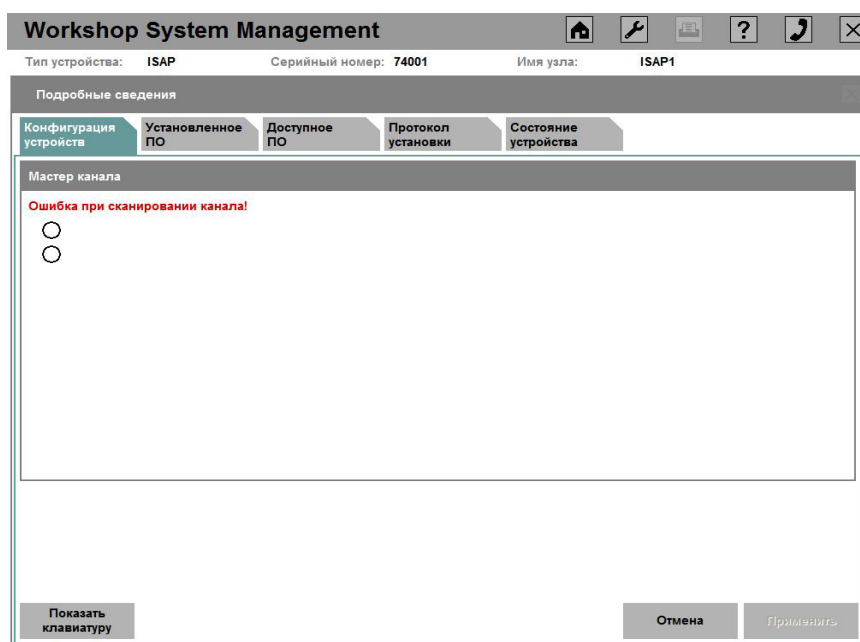 Workshop System Management
Тип устройства: ISAP Серийный номер: 74001 Имя узла: ISAP1
Подробные сведения
Конфигурация устройств
Установленное ПО
Доступное ПО
Протокол установки
Состояние устройства
Мастер канала
Ошибка при сканировании канала!
Показать клавиатуру
Отмена
Применить